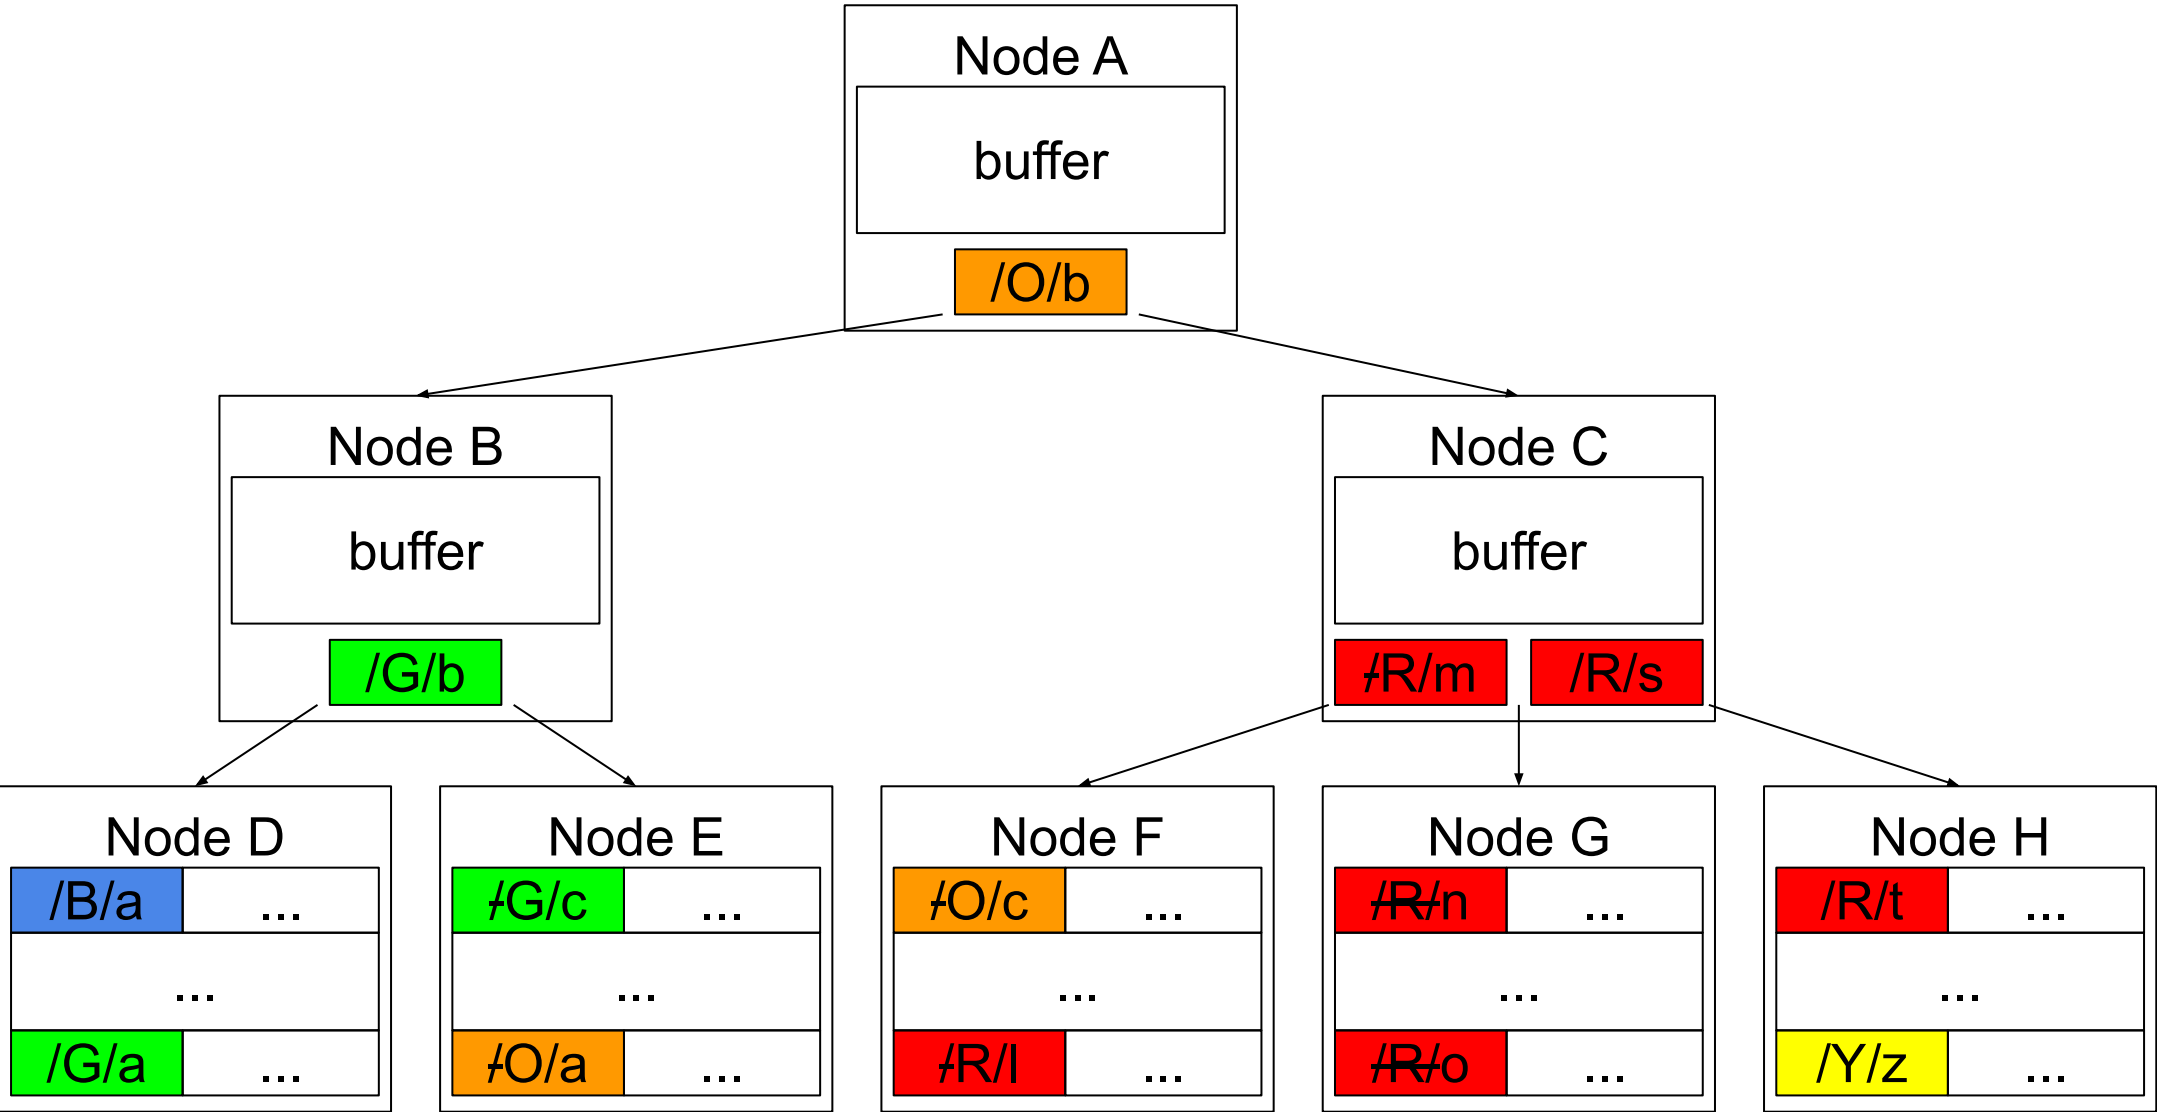 Node A
buffer
/O/b
Node B
buffer
/G/b
Node C
buffer
/R/m /R/s
Node D
/B/a ...
...
/G/a ...
Node E
/G/c ...
...
/O/a ...
Node F
/O/c ...
...
/R/l ...
Node G
/R/n ...
...
/R/o ...
Node H
/R/t ...
...
/Y/z ...